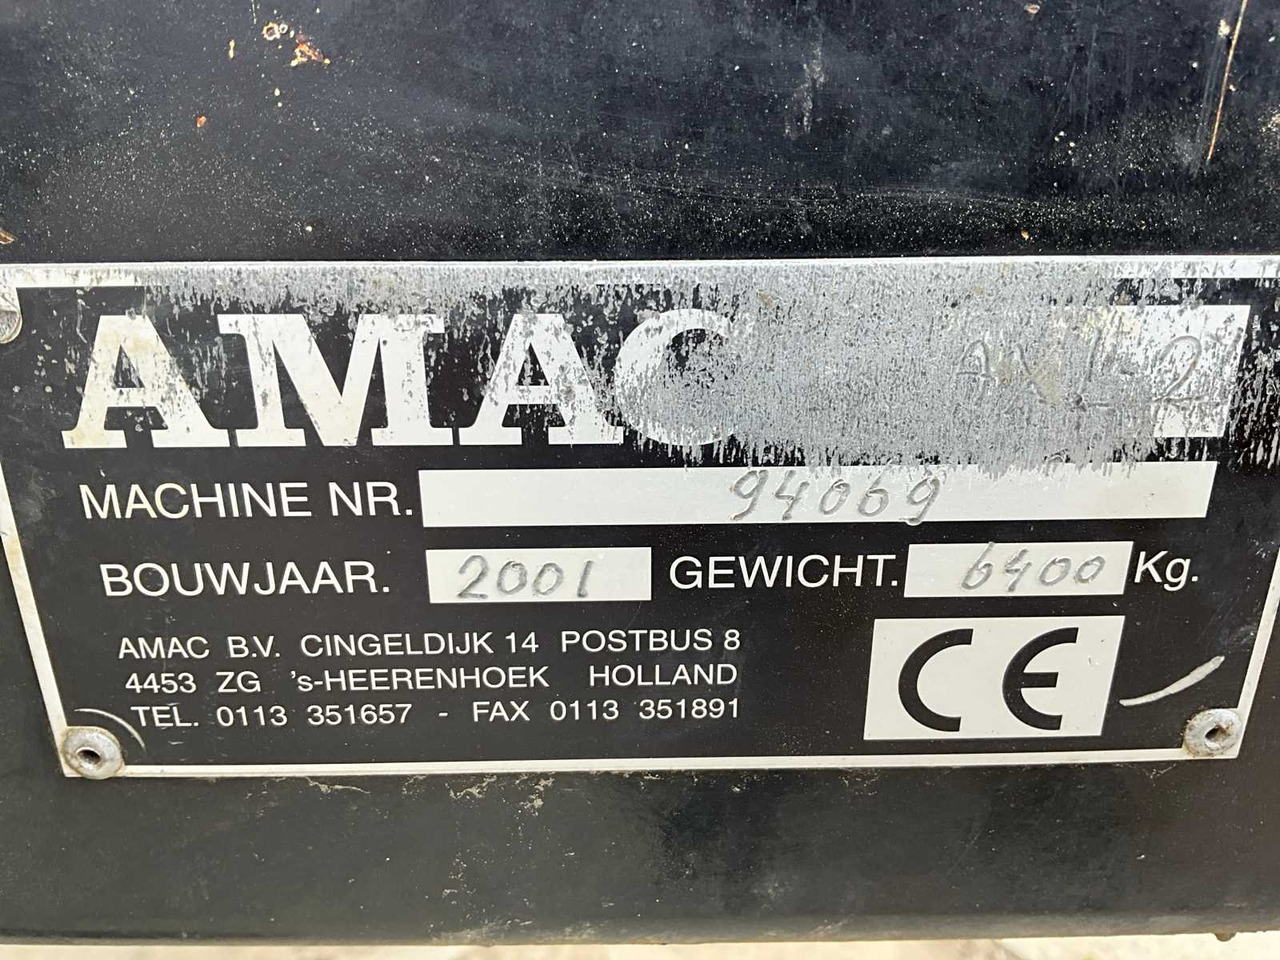 AMAC
MACHINE NR. 94069
BOUWJAAR. 2001 GEWICHT. 6400 Kg.
AMAC B.V. CINGELDIJK 14 POSTBUS 8
4453 ZG 's-HEERENHOEK HOLLAND
TEL. 0113 351657 - FAX 0113 351891
CE